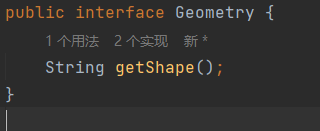 public interface Geometry {
1 个用法 2 个实现 新 *
String getShape();
}